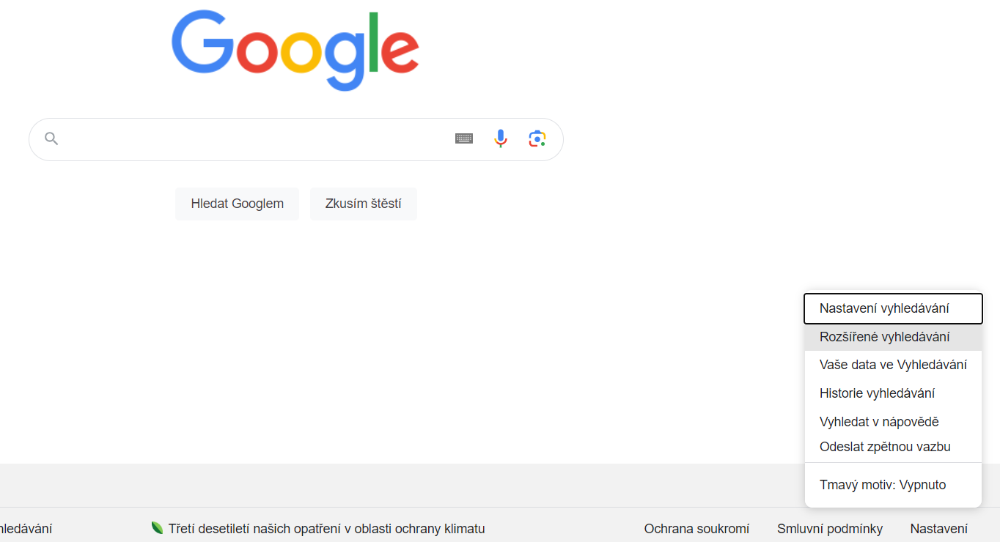 Google
Hledat Googlem
Zkusím štěstí
Nastavení vyhledávání
Rozšířené vyhledávání
Vaše data ve Vyhledávání
Historie vyhledávání
Vyhledat v nápovědě
Odeslat zpětnou vazbu
Tmavý motiv: Vypnuto
hledávání
Třetí desetiletí našich opatření v oblasti ochrany klimatu
Ochrana soukromí
Smluvní podmínky
Nastavení